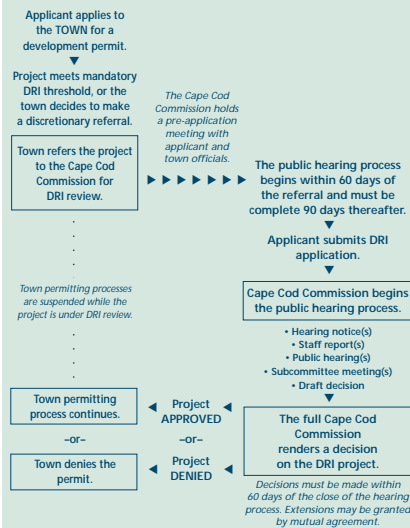 Applicant applies to
the TOWN for a
development permit.
Project meets mandatory
DRI threshold, or the
town decides to make
a discretionary referral.
Town refers the project
to the Cape Cod
Commission for
DRI review.
The Cape Cod
Commission holds
a pre-application
meeting with
applicant and
town officials.
The public hearing process
begins within 60 days of
the referral and must be
complete 90 days thereafter.
Applicant submits DRI
application.
Cape Cod Commission begins
the public hearing process.
• Hearing notice(s)
• Staff report(s)
• Public hearing(s)
• Subcommittee meeting(s)
• Draft decision
The full Cape Cod
Commission
renders a decision
on the DRI project.
Decisions must be made within
60 days of the close of the hearing
process. Extensions may be granted
by mutual agreement.
Project
APPROVED
–or–
Project
DENIED
Town permitting processes
are suspended while the
project is under DRI review.
Town permitting
process continues.
–or–
Town denies the
permit.